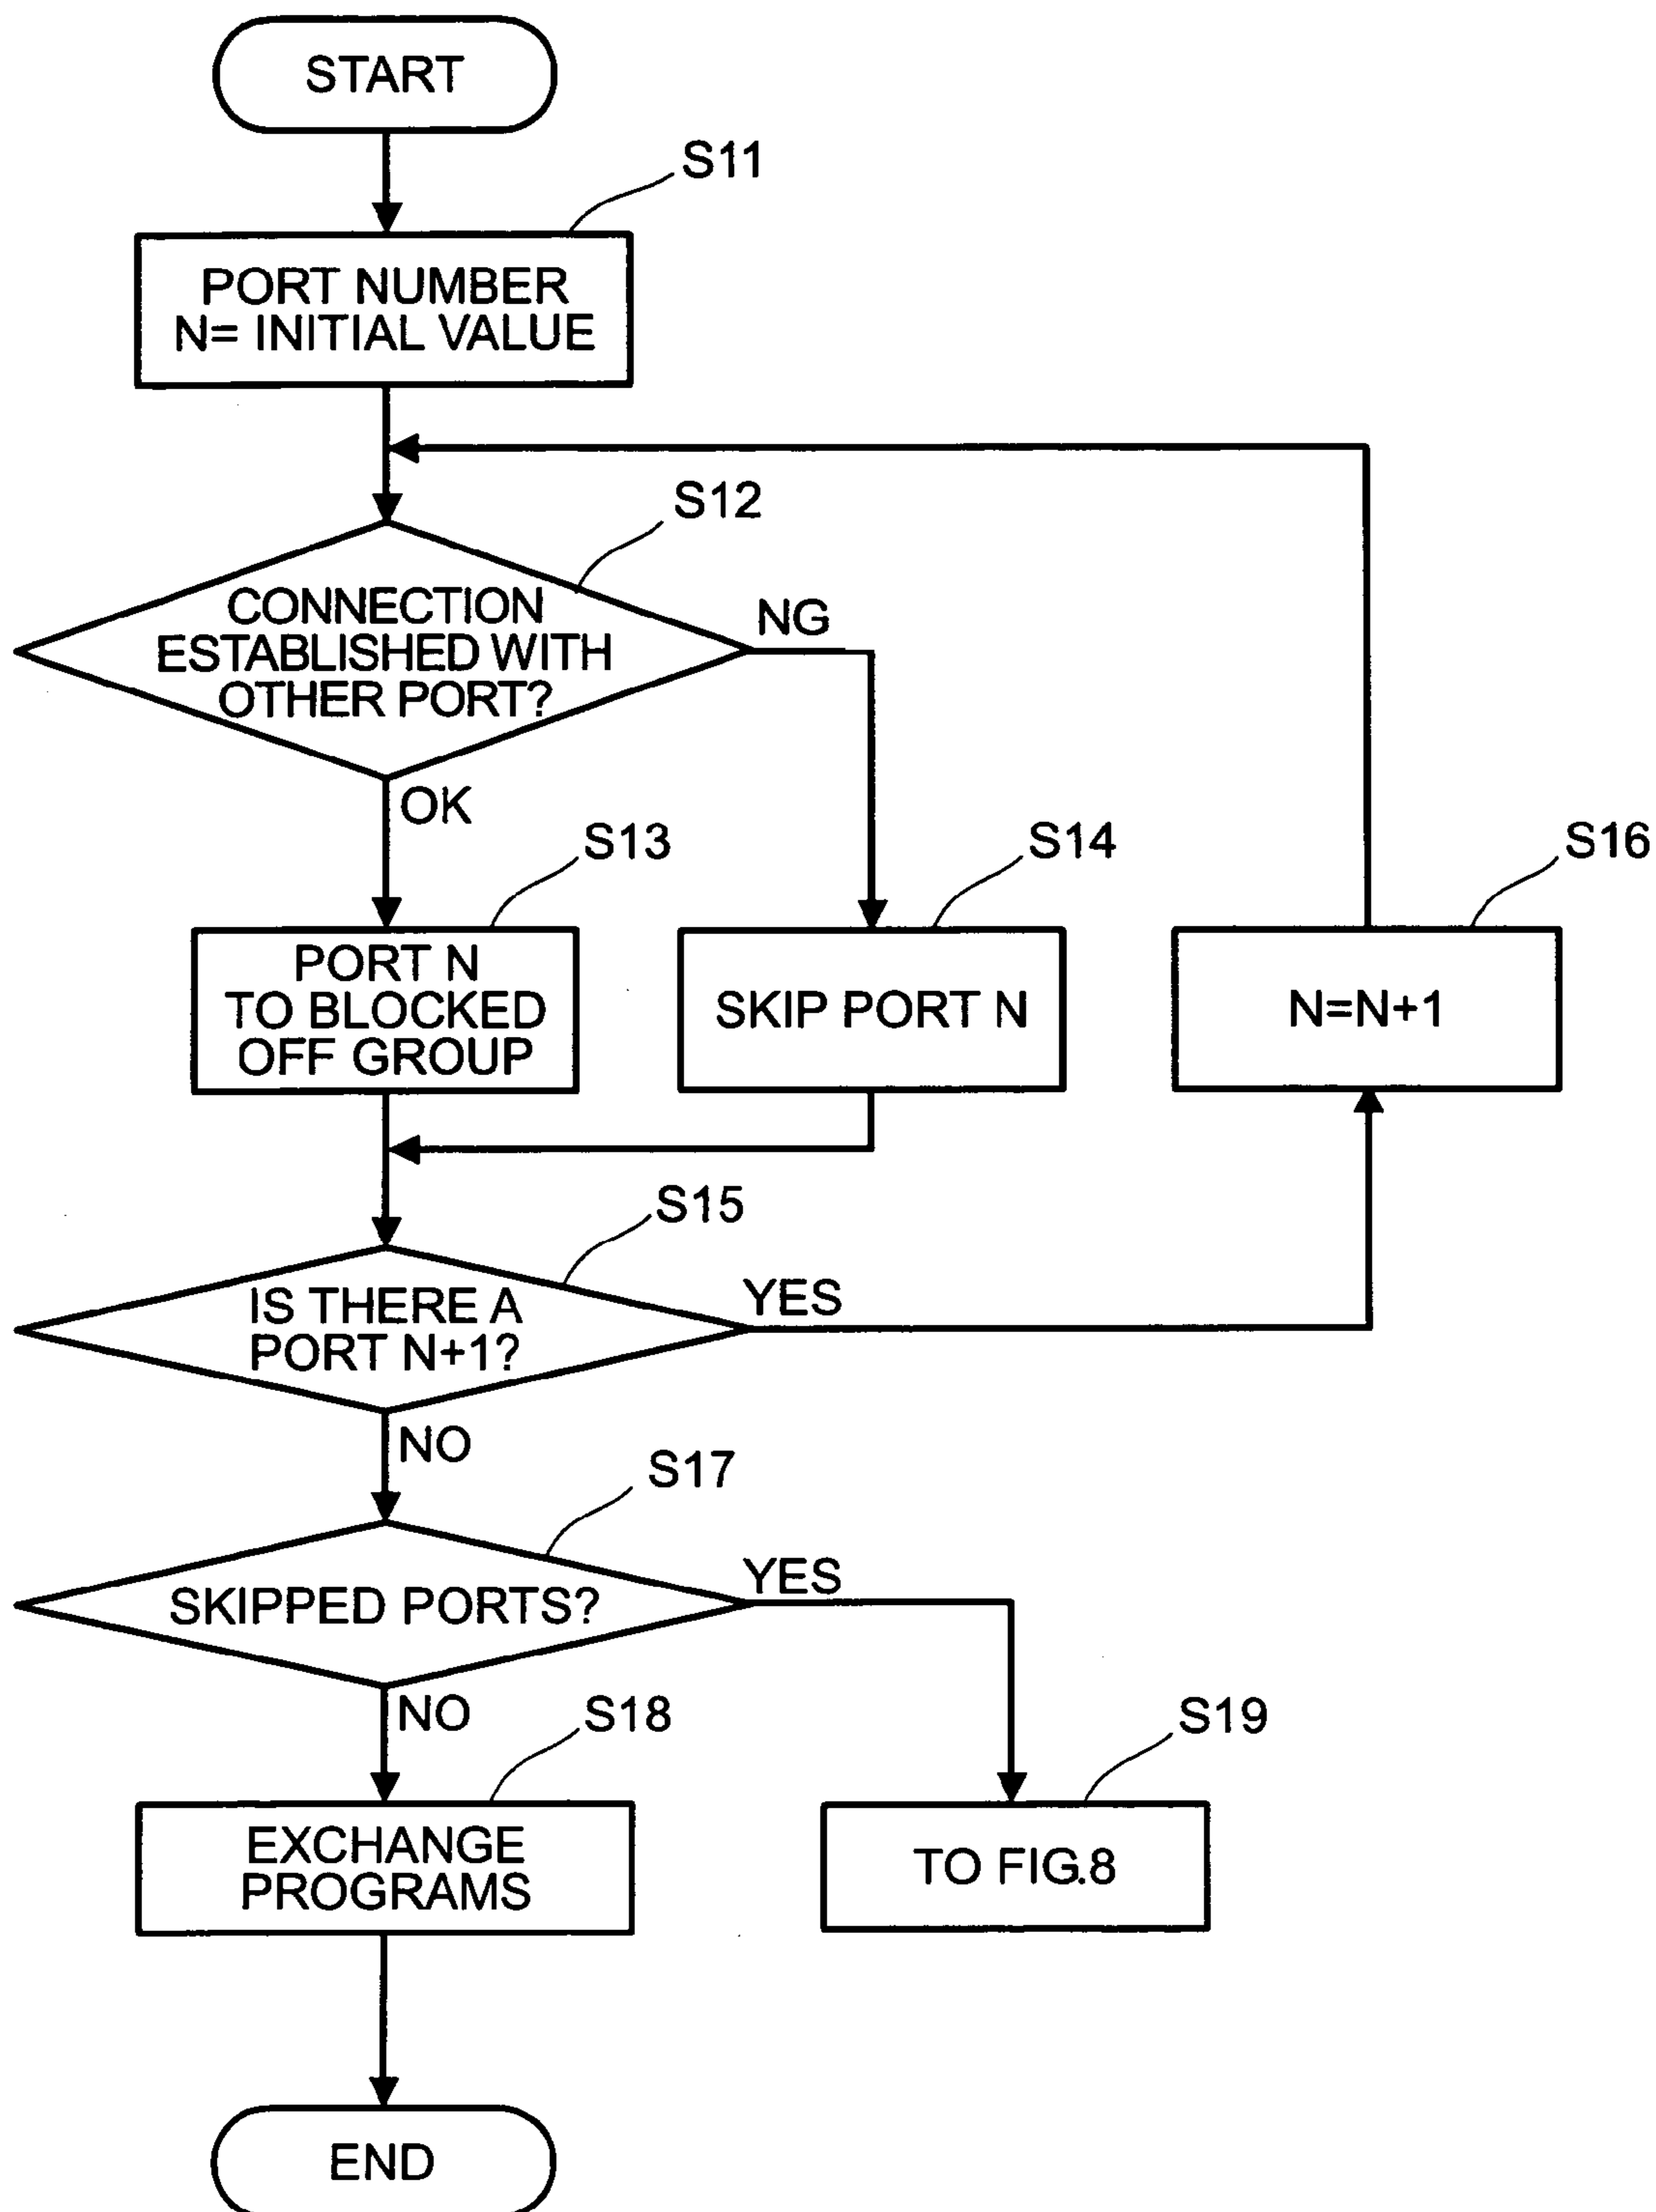 START
S11
PORT NUMBER
N= INITIAL VALUE
S12
CONNECTION
ESTABLISHED WITH
OTHER PORT?
NG
OK
S13
S14
S16
PORT N
TO BLOCKED
OFF GROUP
SKIP PORT N
N=N+1
S15
IS THERE A
PORT N+1?
YES
NO
S17
SKIPPED PORTS?
YES
NO
S18
S19
EXCHANGE
PROGRAMS
TO FIG.8
END